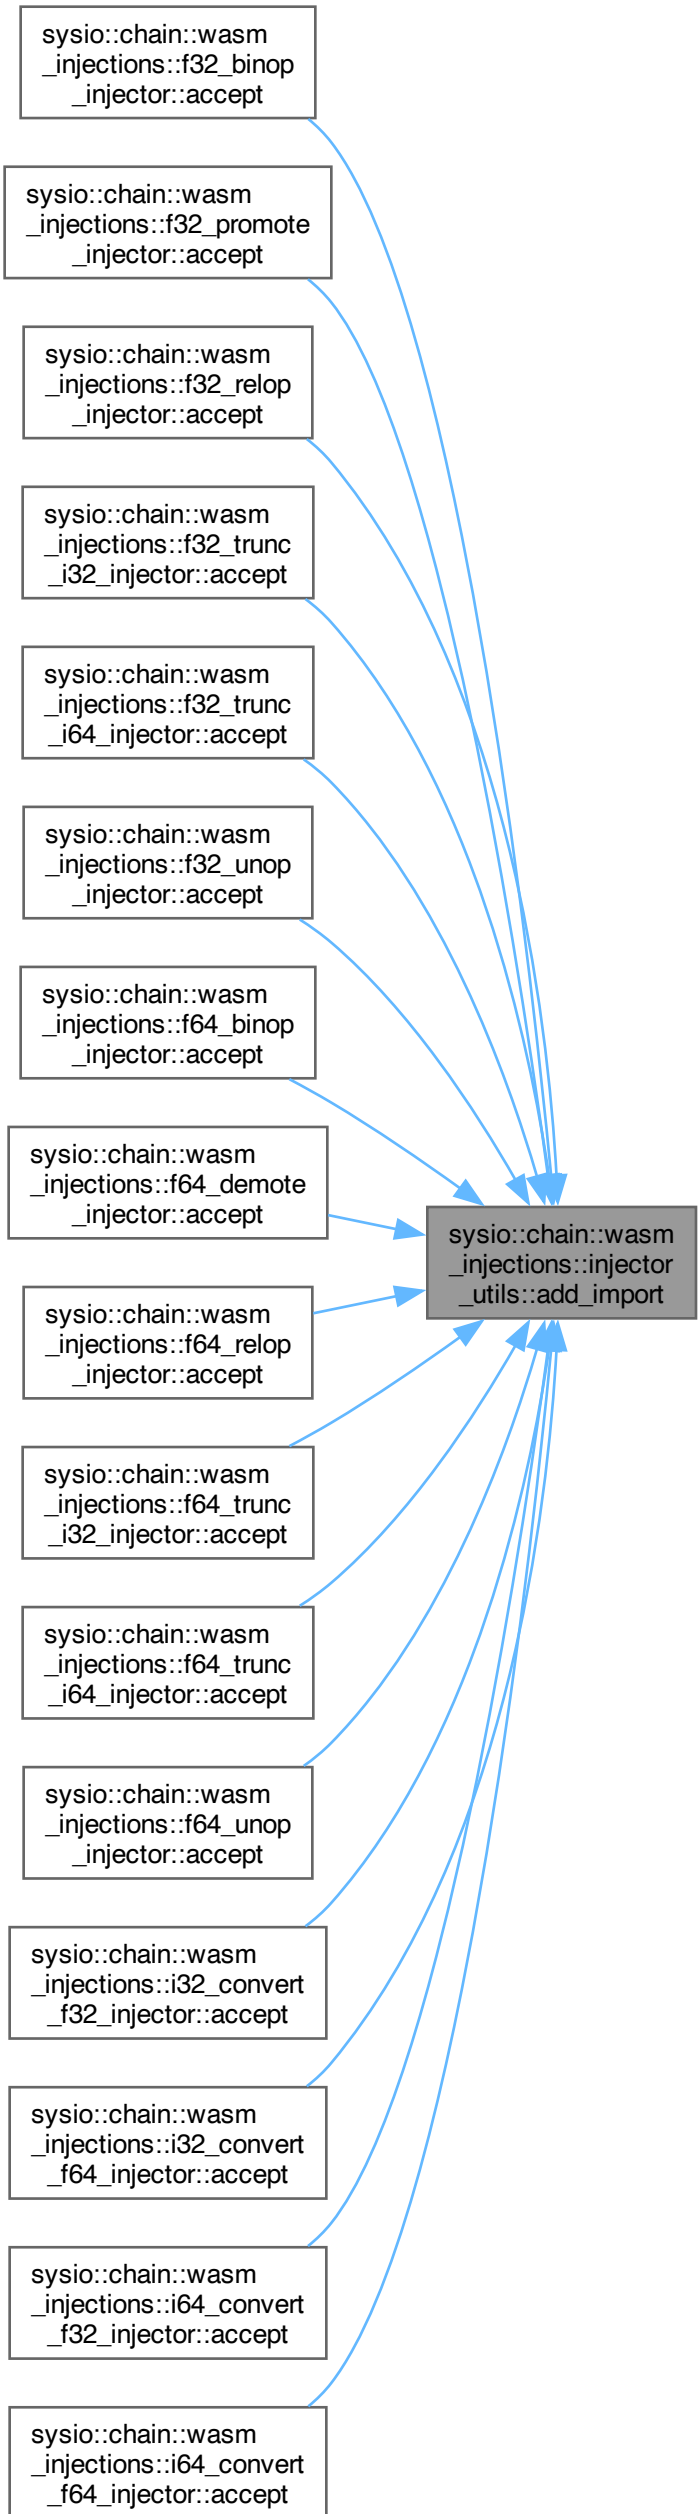 sysio::chain::wasm
_injections::f32_binop
_injector::accept
sysio::chain::wasm
_injections::f32_promote
_injector::accept
sysio::chain::wasm
_injections::f32_relop
_injector::accept
sysio::chain::wasm
_injections::f32_trunc
_i32_injector::accept
sysio::chain::wasm
_injections::f32_trunc
_i64_injector::accept
sysio::chain::wasm
_injections::f32_unop
_injector::accept
sysio::chain::wasm
_injections::f64_binop
_injector::accept
sysio::chain::wasm
_injections::f64_demote
_injector::accept
sysio::chain::wasm
_injections::injector
_utils::add_import
sysio::chain::wasm
_injections::f64_relop
_injector::accept
sysio::chain::wasm
_injections::f64_trunc
_i32_injector::accept
sysio::chain::wasm
_injections::f64_trunc
_i64_injector::accept
sysio::chain::wasm
_injections::f64_unop
_injector::accept
sysio::chain::wasm
_injections::i32_convert
_f32_injector::accept
sysio::chain::wasm
_injections::i32_convert
_f64_injector::accept
sysio::chain::wasm
_injections::i64_convert
_f32_injector::accept
sysio::chain::wasm
_injections::i64_convert
_f64_injector::accept